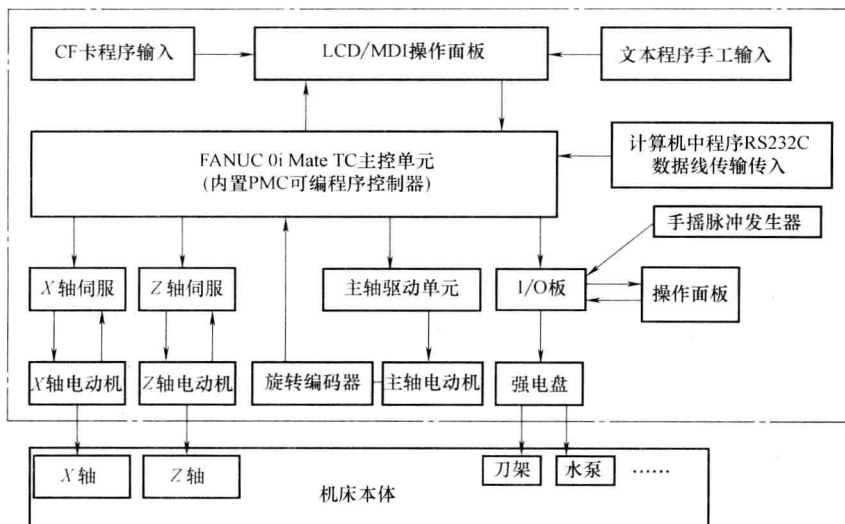 CF卡程序输入
LCD/MDI操作面板
文本程序手工输入
FANUC 0i Mate TC主控单元
(内置PMC可编程序控制器)
计算机中程序RS232C
数据线传输传入
手摇脉冲发生器
X轴伺服
Z轴伺服
主轴驱动单元
I/O板
操作面板
X轴电动机
Z轴电动机
旋转编码器
主轴电动机
强电盘
X轴
Z轴
刀架
水泵
……
机床本体